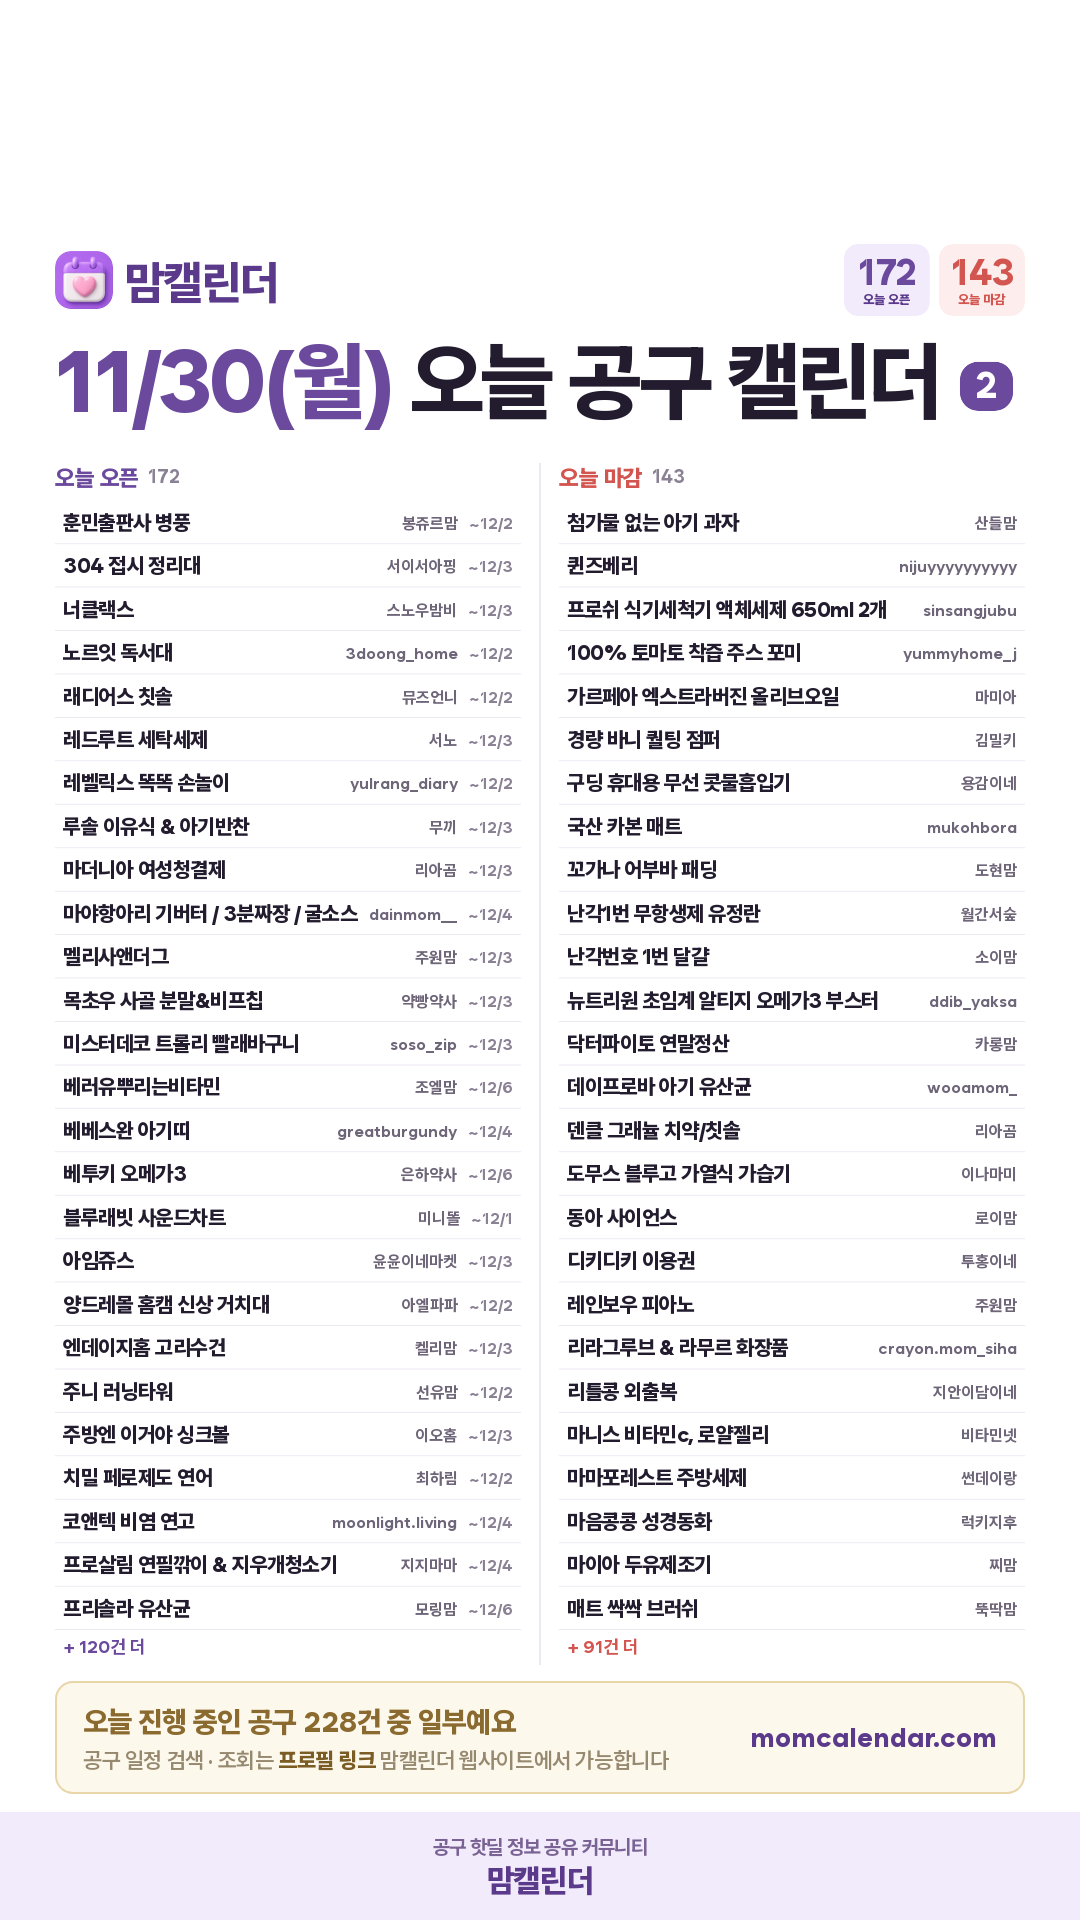 맘캘린더
172
오늘 오픈
143
오늘 마감
11/30(월) 오늘 공구 캘린더 2
오늘 오픈 172
훈민출판사 병풍 봉쥬르맘 ~12/2
304 접시 정리대 서이서아핑 ~12/3
너클랙스 스노우밤비 ~12/3
노르잇 독서대 3doong_home ~12/2
래디어스 칫솔 뮤즈언니 ~12/2
레드루트 세탁세제 서노 ~12/3
레벨릭스 똑똑 손놀이 yulrang_diary ~12/2
루솔 이유식 & 아기반찬 무끼 ~12/3
마더니아 여성청결제 리아곰 ~12/3
마야항아리 기버터 / 3분짜장 / 굴소스 dainmom__ ~12/4
멜리사앤더그 주원맘 ~12/3
목초우 사골 분말&비프칩 약빵약사 ~12/3
미스터데코 트롤리 빨래바구니 soso_zip ~12/3
베러유뿌리는비타민 조엘맘 ~12/6
베베스완 아기띠 greatburgundy ~12/4
베투키 오메가3 은하약사 ~12/6
블루래빗 사운드차트 미니똘 ~12/1
아임쥬스 윤윤이네마켓 ~12/3
양드레몰 홈캠 신상 거치대 아엘파파 ~12/2
엔데이지홈 고리수건 켈리맘 ~12/3
주니 러닝타워 선유맘 ~12/2
주방엔 이거야 싱크볼 이오홈 ~12/3
치밀 페로제도 연어 최하림 ~12/2
코앤텍 비염 연고 moonlight.living ~12/4
프로살림 연필깎이 & 지우개청소기 지지마마 ~12/4
프리솔라 유산균 모링맘 ~12/6
+ 120건 더
오늘 마감 143
첨가물 없는 아기 과자 산들맘
퀸즈베리 nijuyyyyyyyyyy
프로쉬 식기세척기 액체세제 650ml 2개 sinsangjubu
100% 토마토 착즙 주스 포미 yummyhome_j
가르페아 엑스트라버진 올리브오일 마미아
경량 바니 퀼팅 점퍼 김밀키
구딩 휴대용 무선 콧물흡입기 용감이네
국산 카본 매트 mukohbora
꼬가나 어부바 패딩 도현맘
난각1번 무항생제 유정란 월간서숲
난각번호 1번 달걀 소이맘
뉴트리원 초임계 알티지 오메가3 부스터 ddib_yaksa
닥터파이토 연말정산 카롱맘
데이프로바 아기 유산균 wooamom_
덴클 그래뉼 치약/칫솔 리아곰
도무스 블루고 가열식 가습기 이나마미
동아 사이언스 로이맘
디키디키 이용권 투홍이네
레인보우 피아노 주원맘
리라그루브 & 라무르 화장품 crayon.mom_siha
리틀콩 외출복 지안이담이네
마니스 비타민c, 로얄젤리 비타민넷
마마포레스트 주방세제 썬데이랑
마음콩콩 성경동화 럭키지후
마이아 두유제조기 찌맘
매트 싹싹 브러쉬 뚝딱맘
+ 91건 더
오늘 진행 중인 공구 228건 중 일부예요
공구 일정 검색 · 조회는 프로필 링크 맘캘린더 웹사이트에서 가능합니다
momcalendar.com
공구 핫딜 정보 공유 커뮤니티
맘캘린더